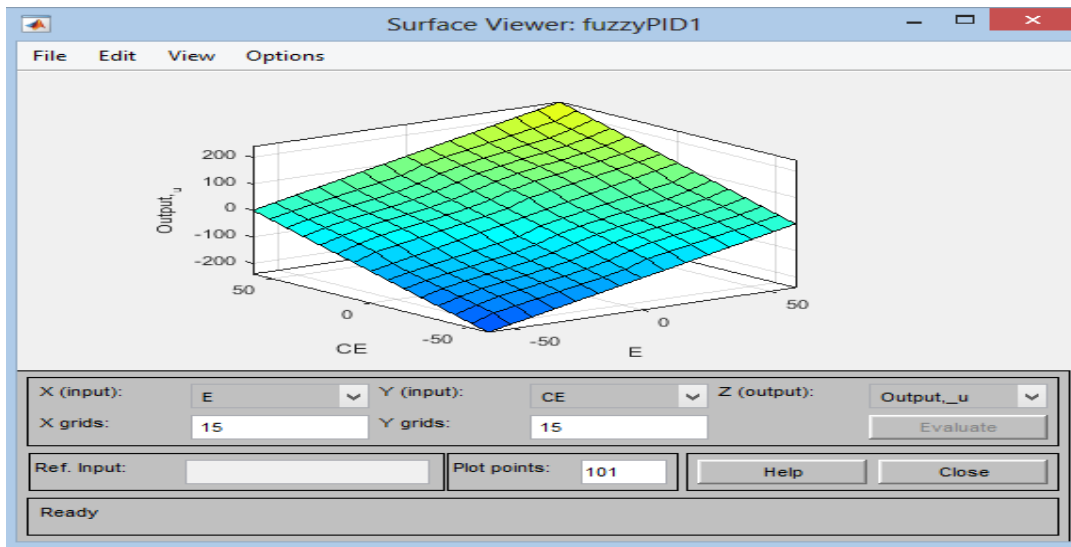 Surface Viewer: fuzzyPID1
File Edit View Options
200
100
0
-100
-200
Output,_u
50
0
-50
CE
-50
0
50
E
X (input): E Y (input): CE Z (output): Output,_u
X grids: 15 Y grids: 15 Evaluate
Ref. Input: Plot points: 101 Help Close
Ready